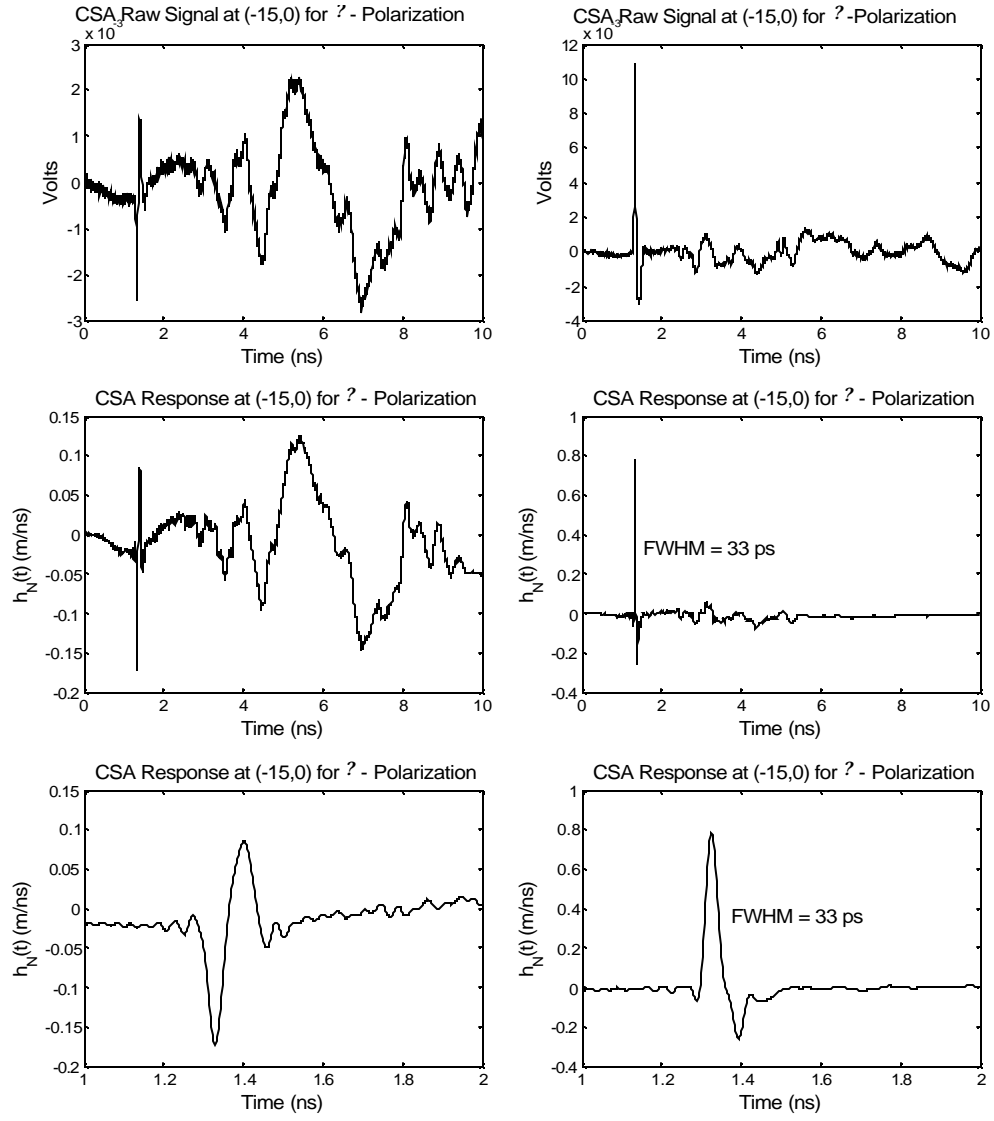 CSA Raw Signal at (-15,0) for ? - Polarization
x 10-3
3
2
1
0
-1
-2
-3
Volts
0 2 4 6 8 10
Time (ns)
CSA Raw Signal at (-15,0) for ? -Polarization
x 10-3
12
10
8
6
4
2
0
-2
-4
Volts
0 2 4 6 8 10
Time (ns)
CSA Response at (-15,0) for ? - Polarization
0.15
0.1
0.05
0
-0.05
-0.1
-0.15
-0.2
hN(t) (m/ns)
0 2 4 6 8 10
Time (ns)
CSA Response at (-15,0) for ? - Polarization
1
0.8
0.6
0.4
0.2
0
-0.2
-0.4
hN(t) (m/ns)
FWHM = 33 ps
0 2 4 6 8 10
Time (ns)
CSA Response at (-15,0) for ? - Polarization
0.15
0.1
0.05
0
-0.05
-0.1
-0.15
-0.2
hN(t) (m/ns)
1 1.2 1.4 1.6 1.8 2
Time (ns)
CSA Response at (-15,0) for ? - Polarization
1
0.8
0.6
0.4
0.2
0
-0.2
-0.4
hN(t) (m/ns)
FWHM = 33 ps
1 1.2 1.4 1.6 1.8 2
Time (ns)